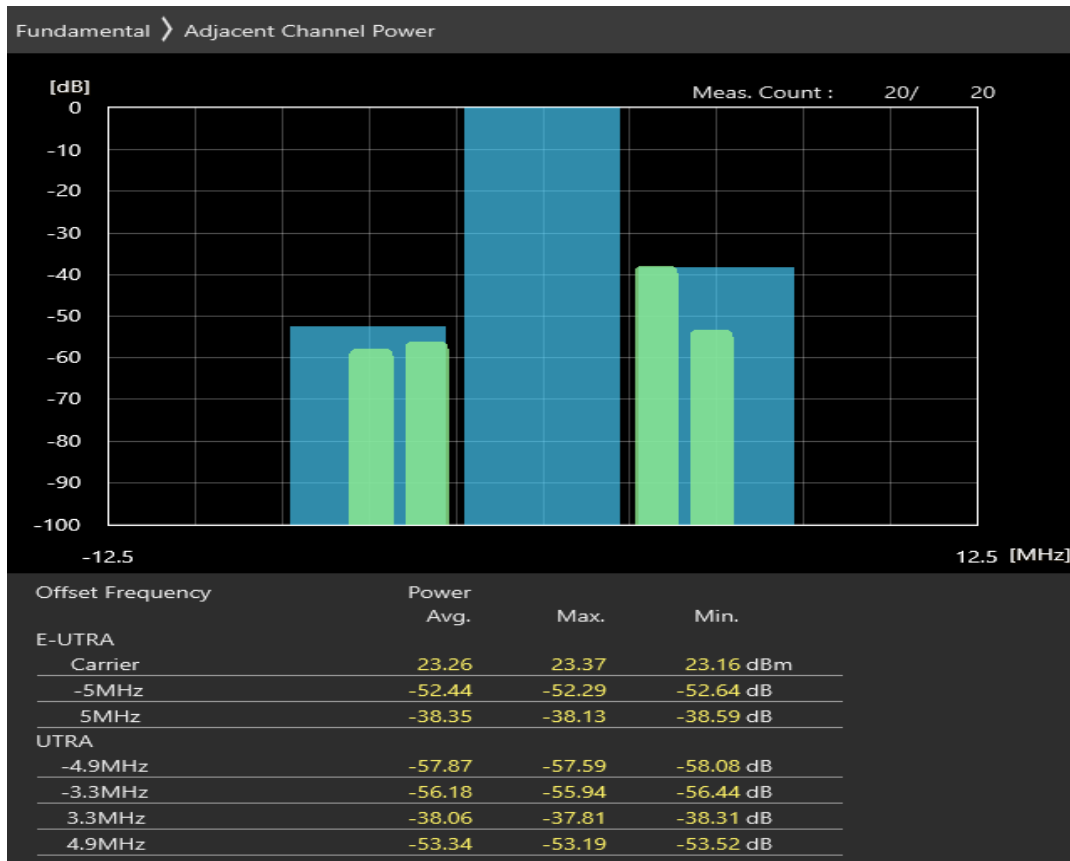 Fundamental ❯ Adjacent Channel Power
[dB]
Meas. Count : 20/ 20
0
-10
-20
-30
-40
-50
-60
-70
-80
-90
-100
-12.5 12.5 [MHz]
Offset Frequency Power
Avg. Max. Min.
E-UTRA
Carrier 23.26 23.37 23.16 dBm
-5MHz -52.44 -52.29 -52.64 dB
5MHz -38.35 -38.13 -38.59 dB
UTRA
-4.9MHz -57.87 -57.59 -58.08 dB
-3.3MHz -56.18 -55.94 -56.44 dB
3.3MHz -38.06 -37.81 -38.31 dB
4.9MHz -53.34 -53.19 -53.52 dB